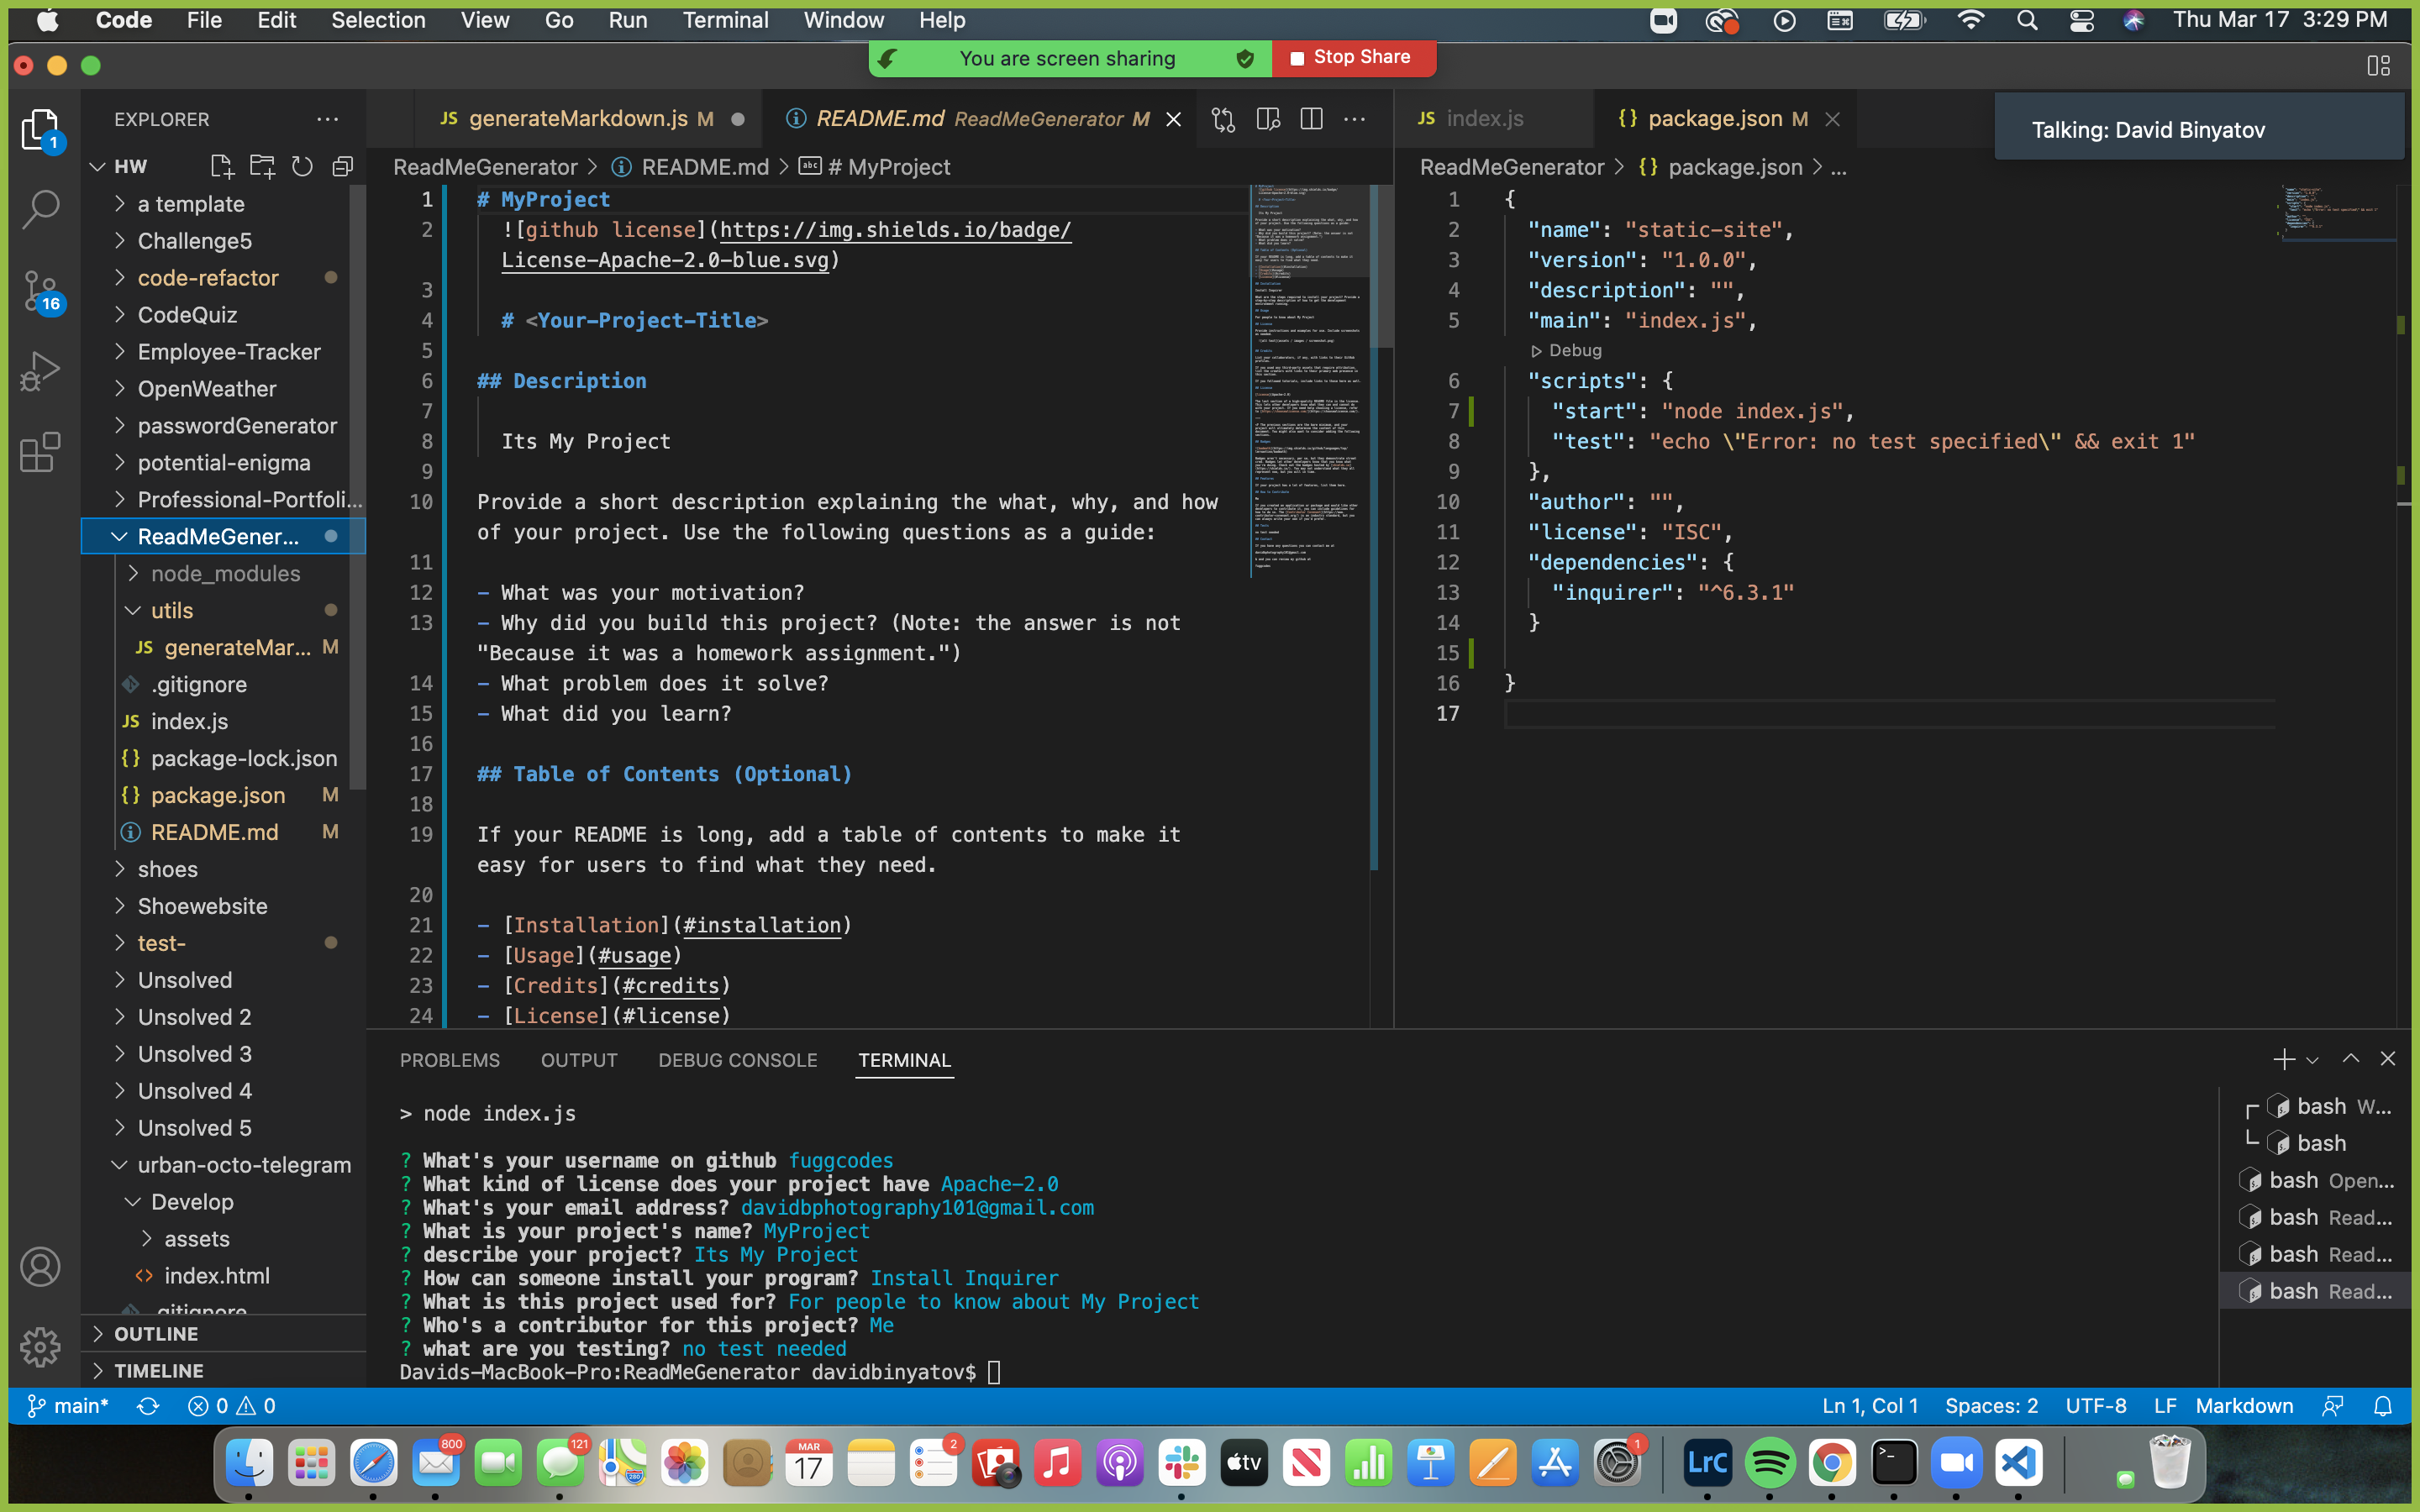 Code File Edit Selection View Go Run Terminal Window Help
Thu Mar 17 3:29 PM
You are screen sharing
Stop Share
EXPLORER
JS generateMarkdown.js M
README.md ReadMeGenerator M
JS index.js
{} package.json M
Talking: David Binyatov
HW
ReadMeGenerator > README.md > # MyProject
ReadMeGenerator > {} package.json > ...
1
16
a template
Challenge5
code-refactor
CodeQuiz
Employee-Tracker
OpenWeather
passwordGenerator
potential-enigma
Professional-Portfoli...
ReadMeGener...
node_modules
utils
JS generateMar... M
.gitignore
JS index.js
{} package-lock.json
{} package.json M
README.md M
shoes
Shoewebsite
test-
Unsolved
Unsolved 2
Unsolved 3
Unsolved 4
Unsolved 5
urban-octo-telegram
Develop
assets
<> index.html
.gitignore
OUTLINE
TIMELINE
1 # MyProject
2 ![github license](https://img.shields.io/badge/
License-Apache-2.0-blue.svg)
3
4 # <Your-Project-Title>
5
6 ## Description
7
8 Its My Project
9
10 Provide a short description explaining the what, why, and how
of your project. Use the following questions as a guide:
11
12 - What was your motivation?
13 - Why did you build this project? (Note: the answer is not
"Because it was a homework assignment.")
14 - What problem does it solve?
15 - What did you learn?
16
17 ## Table of Contents (Optional)
18
19 If your README is long, add a table of contents to make it
easy for users to find what they need.
20
21 - [Installation](#installation)
22 - [Usage](#usage)
23 - [Credits](#credits)
24 - [License](#license)
1 {
2 "name": "static-site",
3 "version": "1.0.0",
4 "description": "",
5 "main": "index.js",
Debug
6 "scripts": {
7 "start": "node index.js",
8 "test": "echo \"Error: no test specified\" && exit 1"
9 },
10 "author": "",
11 "license": "ISC",
12 "dependencies": {
13 "inquirer": "^6.3.1"
14 }
15
16 }
17
PROBLEMS OUTPUT DEBUG CONSOLE TERMINAL
> node index.js
? What's your username on github fuggcodes
? What kind of license does your project have Apache-2.0
? What's your email address? davidbphotography101@gmail.com
? What is your project's name? MyProject
? describe your project? Its My Project
? How can someone install your program? Install Inquirer
? What is this project used for? For people to know about My Project
? Who's a contributor for this project? Me
? what are you testing? no test needed
Davids-MacBook-Pro:ReadMeGenerator davidbinyatov$
bash W...
bash
bash Open...
bash Read...
bash Read...
bash Read...
main* 0 0
Ln 1, Col 1 Spaces: 2 UTF-8 LF Markdown
800
121
280
MAR
17
2
tv
1
LrC